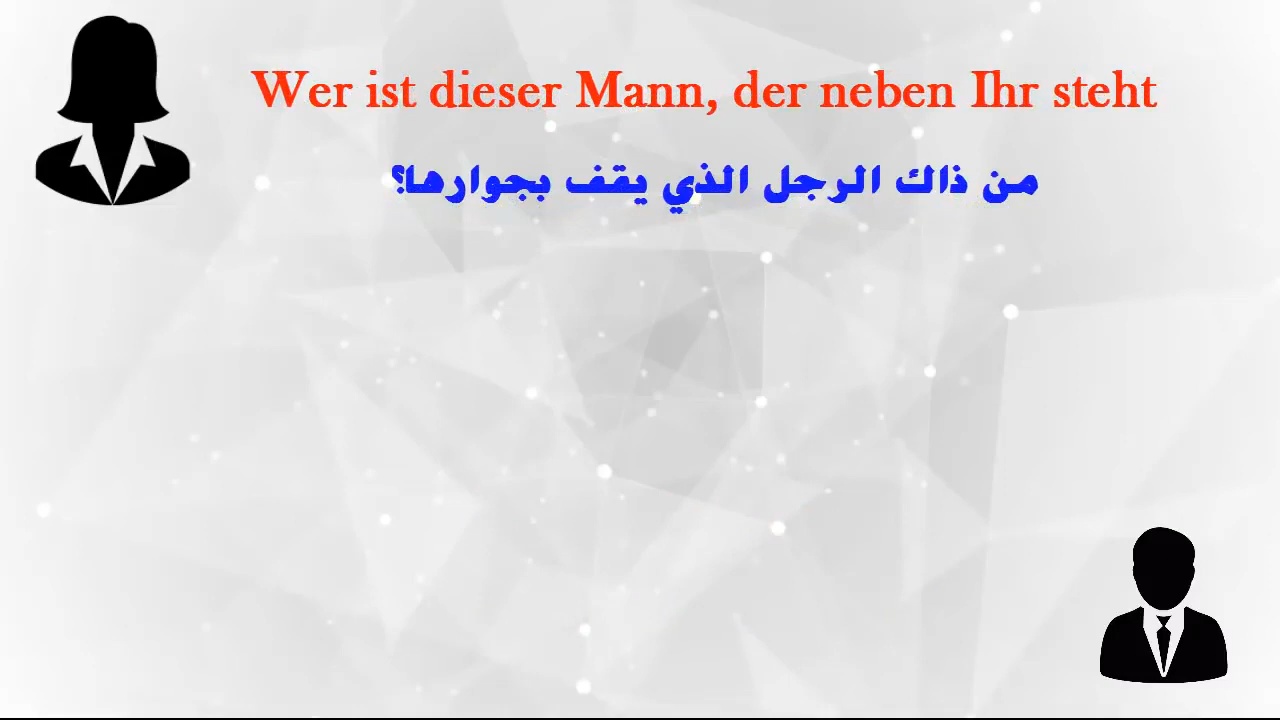 Wer ist dieser Mann, der neben Ihr steht
من ذاك الرجل الذي يقف بجوارها؟